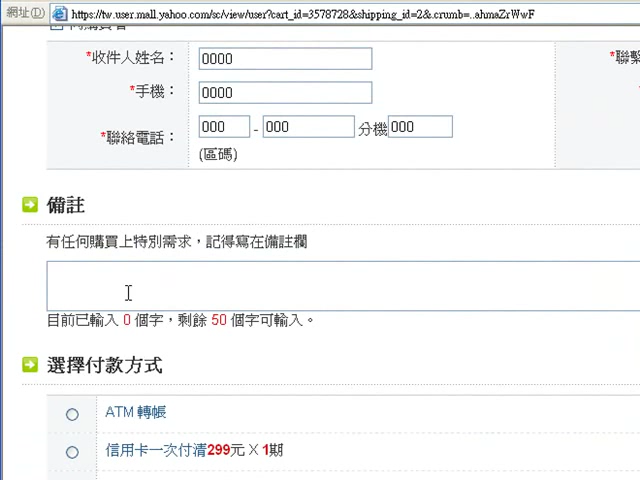 網址(D) https://tw.user.mall.yahoo.com/sc/view/user?cart_id=3578728&shipping_id=2&.crumb=..ahmaZrWwF
*收件人姓名： 0000 *聯繫
*手機： 0000 *
*聯絡電話： 000 - 000 分機 000
(區碼)
備註
有任何購買上特別需求，記得寫在備註欄
目前已輸入 0 個字，剩餘 50 個字可輸入。
選擇付款方式
ATM 轉帳
信用卡一次付清299元 X 1期